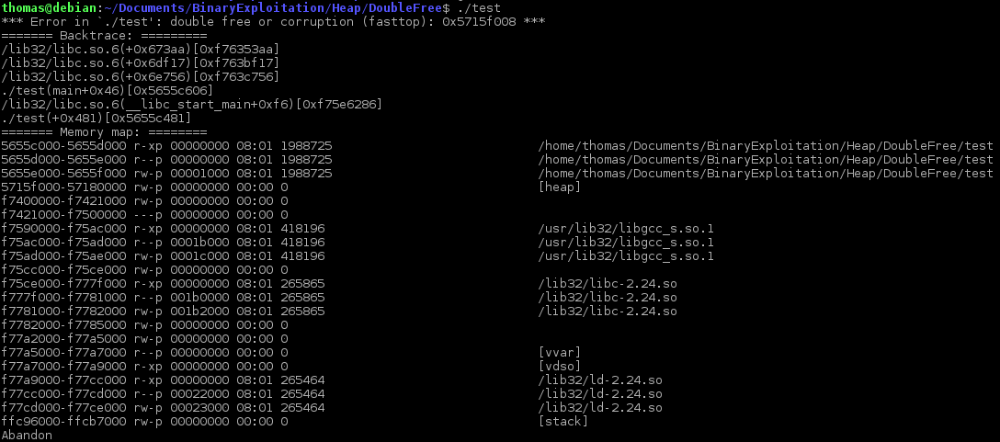 thomas@debian:~/Documents/BinaryExploitation/Heap/DoubleFree$ ./test
*** Error in `./test': double free or corruption (fasttop): 0x5715f008 ***
======= Backtrace: =========
/lib32/libc.so.6(+0x673aa)[0xf76353aa]
/lib32/libc.so.6(+0x6df17)[0xf763bf17]
/lib32/libc.so.6(+0x6e756)[0xf763c756]
./test(main+0x46)[0x5655c606]
/lib32/libc.so.6(__libc_start_main+0xf6)[0xf75e6286]
./test(+0x481)[0x5655c481]
======= Memory map: ========
5655c000-5655d000 r-xp 00000000 08:01 1988725 /home/thomas/Documents/BinaryExploitation/Heap/DoubleFree/test
5655d000-5655e000 r--p 00000000 08:01 1988725 /home/thomas/Documents/BinaryExploitation/Heap/DoubleFree/test
5655e000-5655f000 rw-p 00001000 08:01 1988725 /home/thomas/Documents/BinaryExploitation/Heap/DoubleFree/test
5715f000-57180000 rw-p 00000000 00:00 0 [heap]
f7400000-f7421000 rw-p 00000000 00:00 0
f7421000-f7500000 ---p 00000000 00:00 0
f7590000-f75ac000 r-xp 00000000 08:01 418196 /usr/lib32/libgcc_s.so.1
f75ac000-f75ad000 r--p 0001b000 08:01 418196 /usr/lib32/libgcc_s.so.1
f75ad000-f75ae000 rw-p 0001c000 08:01 418196 /usr/lib32/libgcc_s.so.1
f75cc000-f75ce000 rw-p 00000000 00:00 0
f75ce000-f777f000 r-xp 00000000 08:01 265865 /lib32/libc-2.24.so
f777f000-f7781000 r--p 001b0000 08:01 265865 /lib32/libc-2.24.so
f7781000-f7782000 rw-p 001b2000 08:01 265865 /lib32/libc-2.24.so
f7782000-f7785000 rw-p 00000000 00:00 0
f77a2000-f77a5000 rw-p 00000000 00:00 0
f77a5000-f77a7000 r--p 00000000 00:00 0 [vvar]
f77a7000-f77a9000 r-xp 00000000 00:00 0 [vdso]
f77a9000-f77cc000 r-xp 00000000 08:01 265464 /lib32/ld-2.24.so
f77cc000-f77cd000 r--p 00022000 08:01 265464 /lib32/ld-2.24.so
f77cd000-f77ce000 rw-p 00023000 08:01 265464 /lib32/ld-2.24.so
ffc96000-ffcb7000 rw-p 00000000 00:00 0 [stack]
Abandon